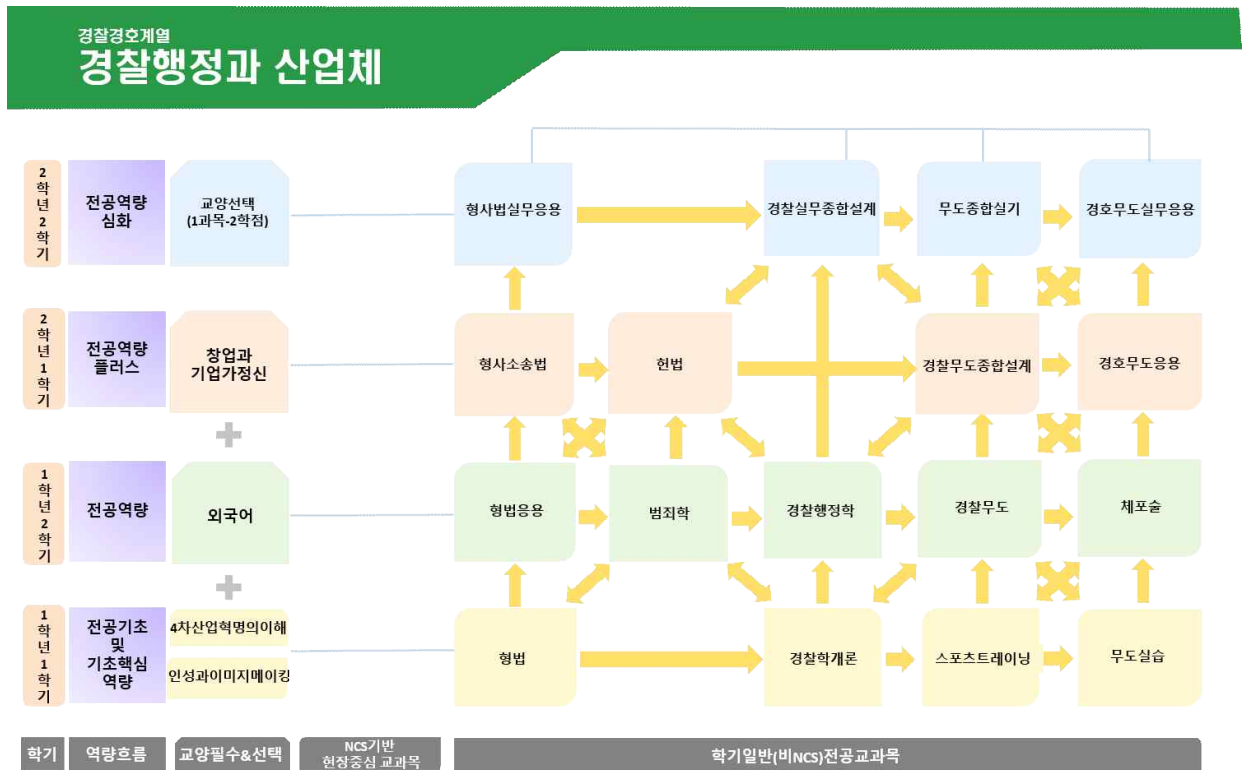 경찰경호계열
경찰행정과 산업체
2학년2학기
전공역량
심화
교양선택
(1과목-2학점)
형사법실무응용
경찰실무종합설계
무도종합실기
경호무도실무응용
2학년1학기
전공역량
플러스
창업과
기업가정신
형사소송법
헌법
경찰무도종합설계
경호무도응용
1학년2학기
전공역량
외국어
형법응용
범죄학
경찰행정학
경찰무도
체포술
1학년1학기
전공기초
및
기초핵심
역량
4차산업혁명의이해
인성과이미지메이킹
형법
경찰학개론
스포츠트레이닝
무도실습
학기
역량흐름
교양필수&선택
NCS기반
현장중심 교과목
학기일반(비NCS)전공교과목